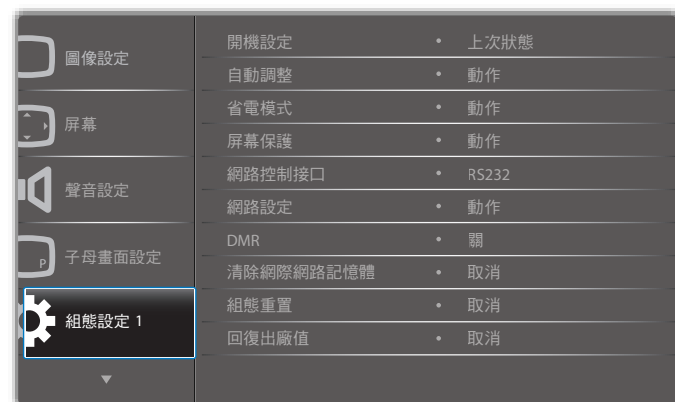 圖像設定
屏幕
聲音設定
P
子母畫面設定
組態設定 1
開機設定 • 上次狀態
自動調整 • 動作
省電模式 • 動作
屏幕保護 • 動作
網路控制接口 • RS232
網路設定 • 動作
DMR • 關
清除網際網路記憶體 • 取消
組態重置 • 取消
回復出廠值 • 取消